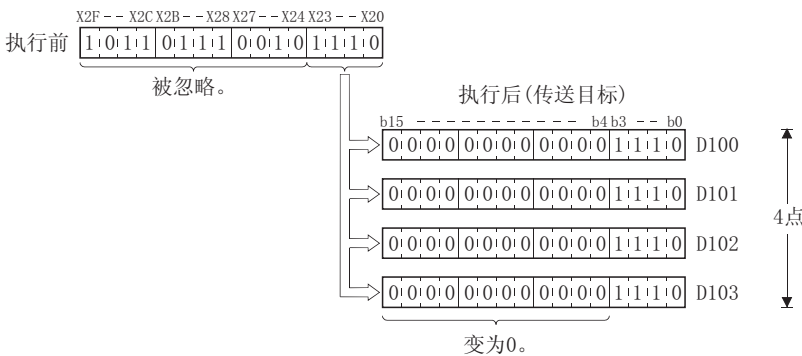 X2F -- X2C X2B -- X28 X27 -- X24 X23 -- X20
执行前 1 0 1 1 0 1 1 1 0 0 1 0 1 1 1 0
被忽略。
执行后(传送目标)
b15 ---------- b4 b3 -- b0
0 0 0 0 0 0 0 0 0 0 0 0 1 1 1 0 D100
0 0 0 0 0 0 0 0 0 0 0 0 1 1 1 0 D101
4点
0 0 0 0 0 0 0 0 0 0 0 0 1 1 1 0 D102
0 0 0 0 0 0 0 0 0 0 0 0 1 1 1 0 D103
变为0。